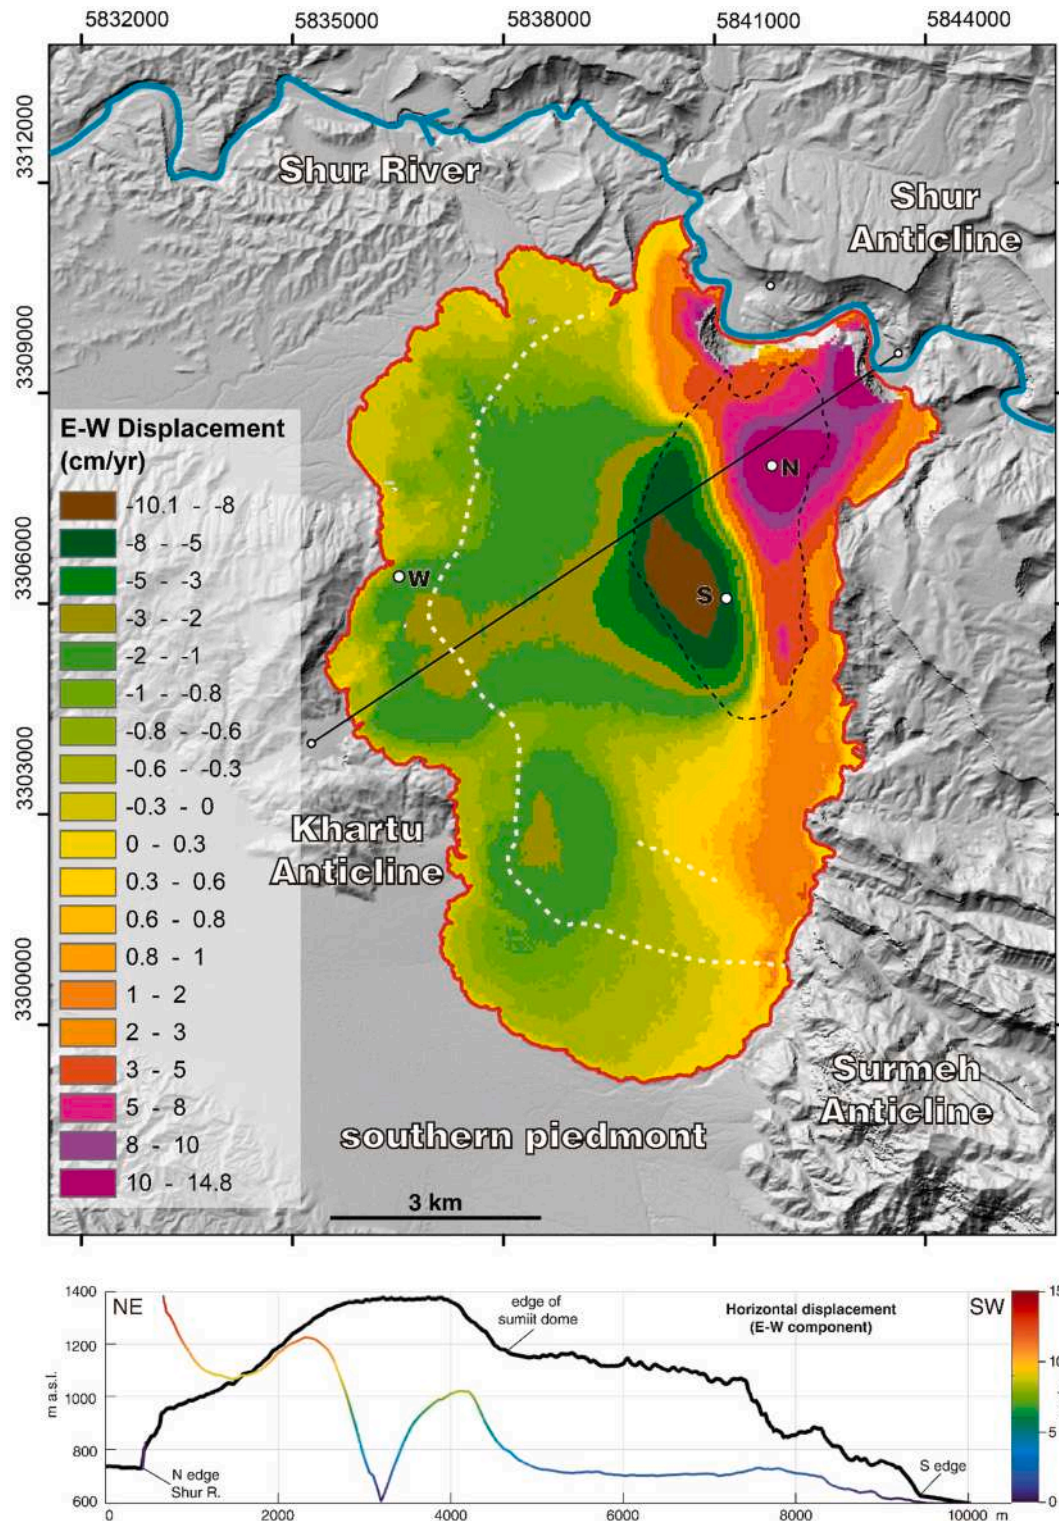 5832000 5835000 5838000 5841000 5844000
3312000
3309000
3306000
3303000
3300000
Shur River
Shur
Anticline
N
S
W
Khartu
Anticline
Surmeh
Anticline
southern piedmont
3 km
E-W Displacement
(cm/yr)
-10.1 - -8
-8 - -5
-5 - -3
-3 - -2
-2 - -1
-1 - -0.8
-0.8 - -0.6
-0.6 - -0.3
-0.3 - 0
0 - 0.3
0.3 - 0.6
0.6 - 0.8
0.8 - 1
1 - 2
2 - 3
3 - 5
5 - 8
8 - 10
10 - 14.8
NE
SW
edge of
sumiit dome
Horizontal displacement
(E-W component)
N edge
Shur R.
S edge
m a.s.l.
1400
1200
1000
800
600
0 2000 4000 6000 8000 10000 m
15
10
5
0